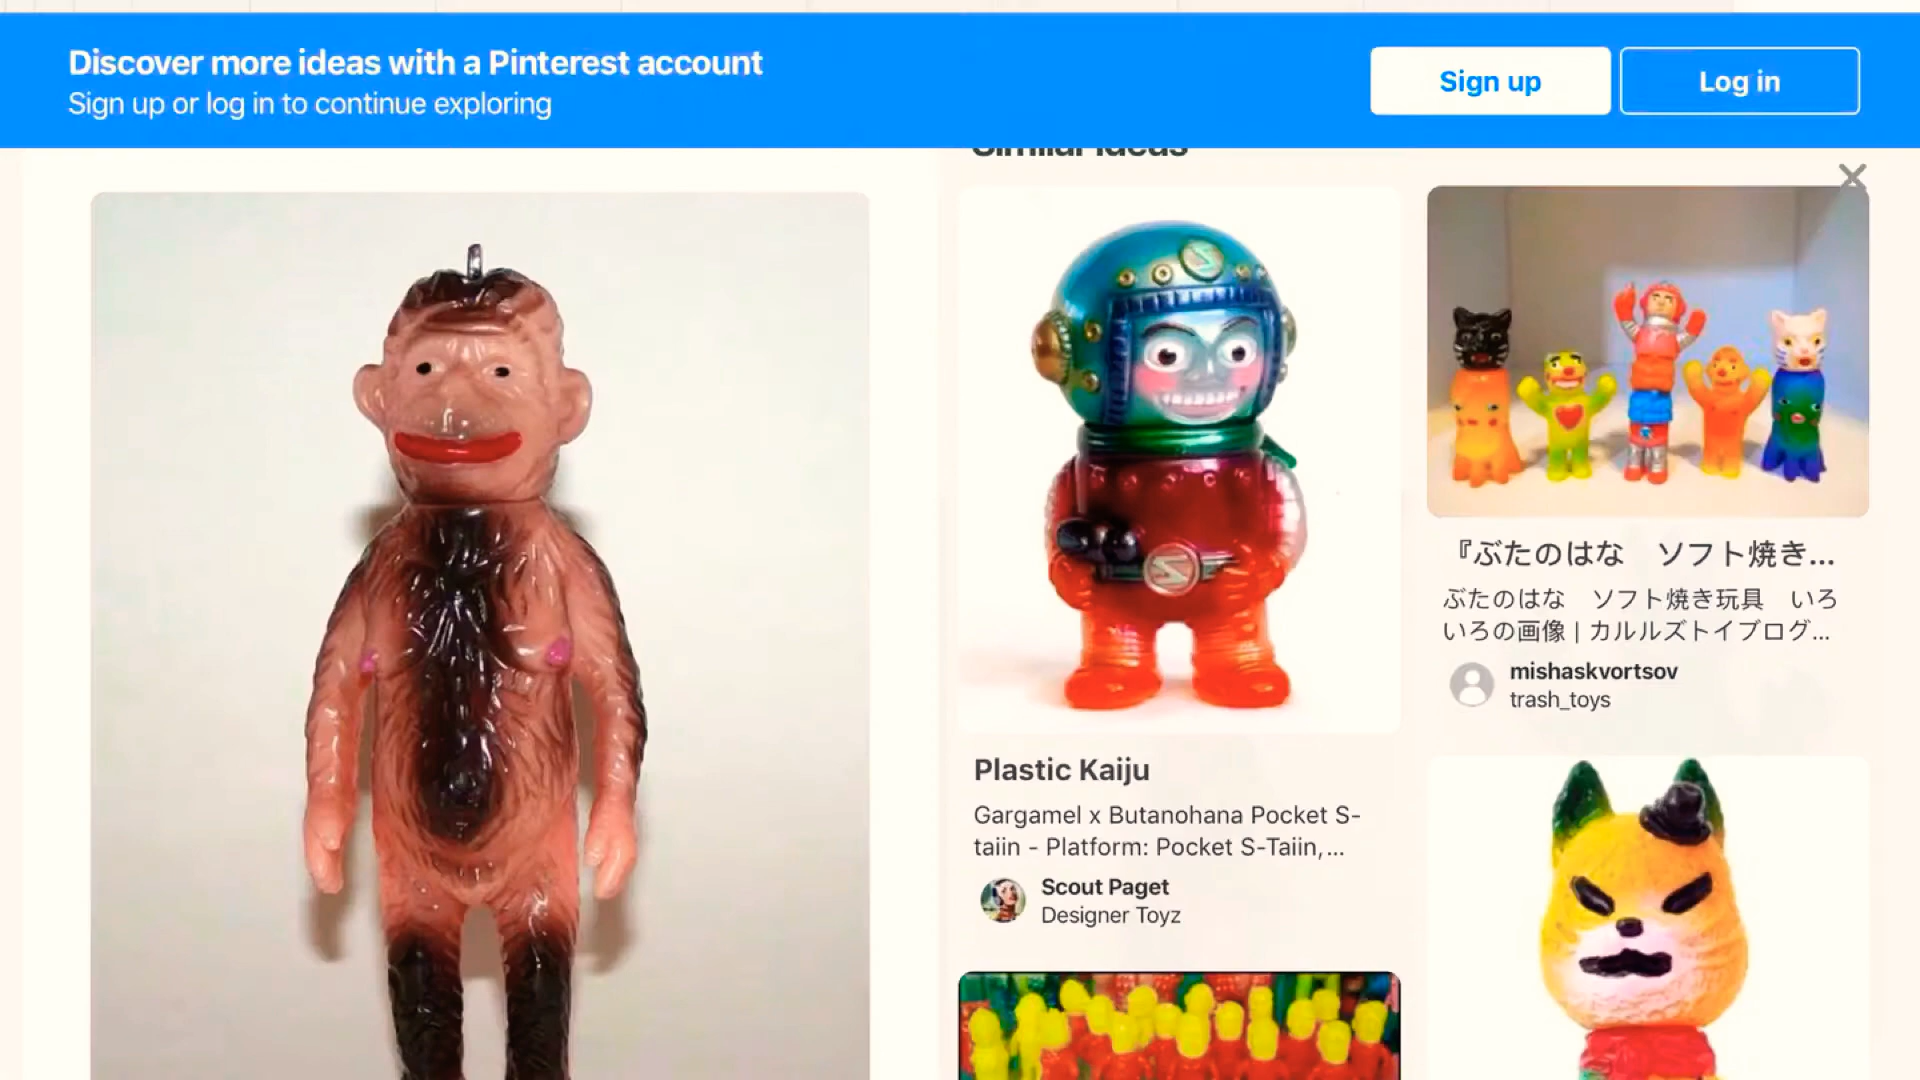 Discover more ideas with a Pinterest account
Sign up or log in to continue exploring
Sign up
Log in
Similar ideas
S
S
Plastic Kaiju
Gargamel x Butanohana Pocket S-
taiin - Platform: Pocket S-Taiin,...
Scout Paget
Designer Toyz
『ぶたのはな　ソフト焼き...
ぶたのはな　ソフト焼き玩具　いろ
いろの画像 | カルルズトイブログ...
mishaskvortsov
trash_toys